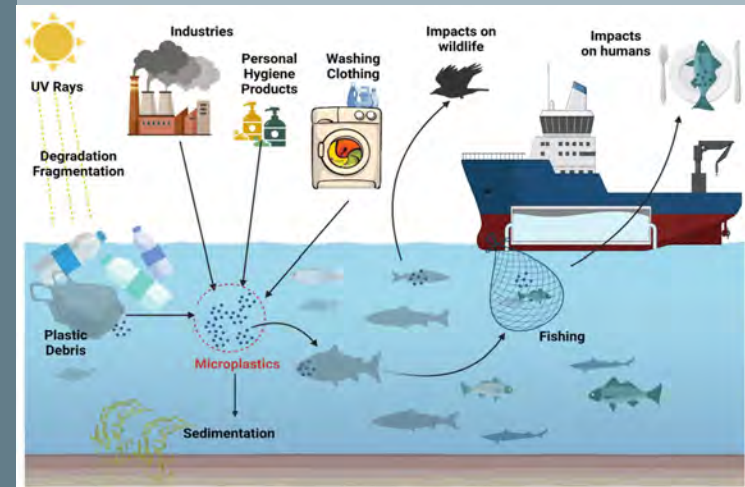 Industries
Personal
Hygiene
Products
Washing
Clothing
Impacts on
wildlife
Impacts
on humans
UV Rays
Degradation
Fragmentation
Plastic
Debris
Microplastics
Fishing
Sedimentation